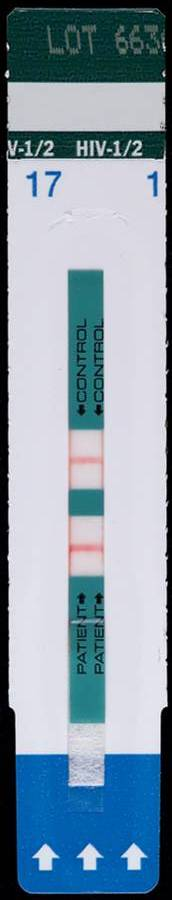 LOT 663
V-1/2 HIV-1/2
17 1
←CONTROL
←CONTROL
PATIENT→
PATIENT→